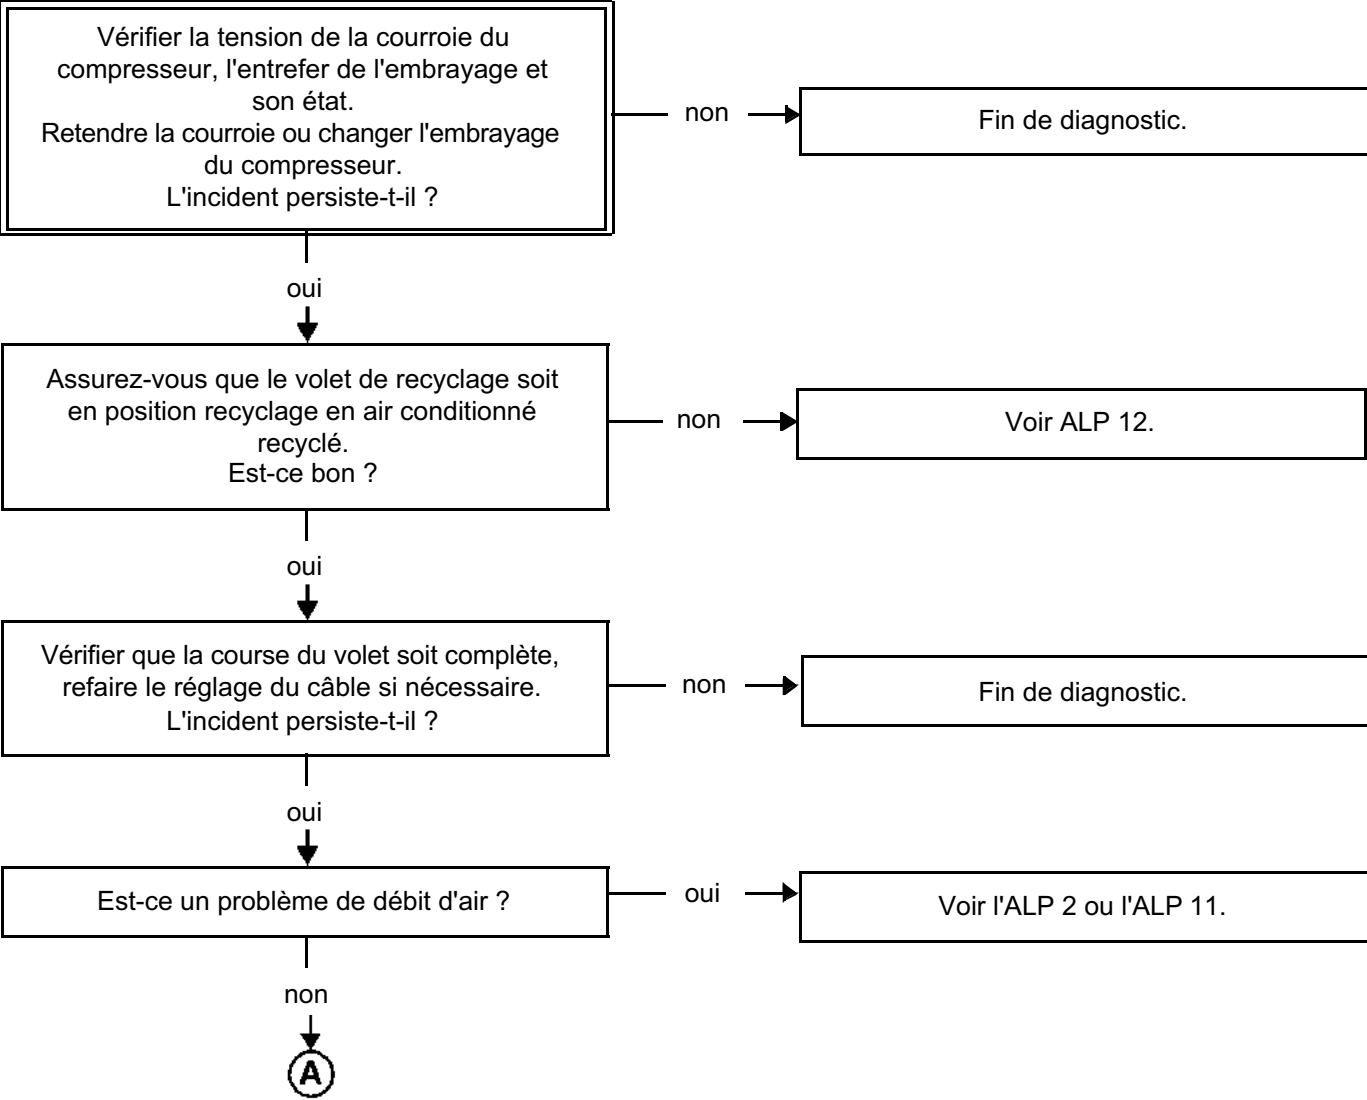 Vérifier la tension de la courroie du
compresseur, l'entrefer de l'embrayage et
son état.
Retendre la courroie ou changer l'embrayage
du compresseur.
L'incident persiste-t-il ?
non
Fin de diagnostic.
oui
Assurez-vous que le volet de recyclage soit
en position recyclage en air conditionné
recyclé.
Est-ce bon ?
non
Voir ALP 12.
oui
Vérifier que la course du volet soit complète,
refaire le réglage du câble si nécessaire.
L'incident persiste-t-il ?
non
Fin de diagnostic.
oui
Est-ce un problème de débit d'air ?
oui
Voir l'ALP 2 ou l'ALP 11.
non
A